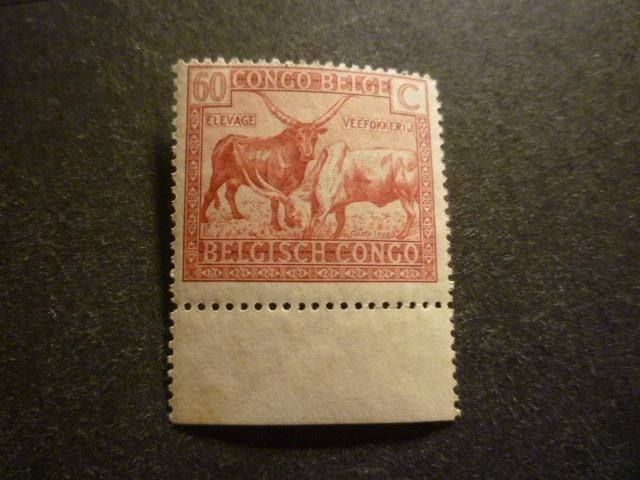 60 CONGO BELGE C
ELEVAGE VEEFOKKERIJ
BELGISCH CONGO